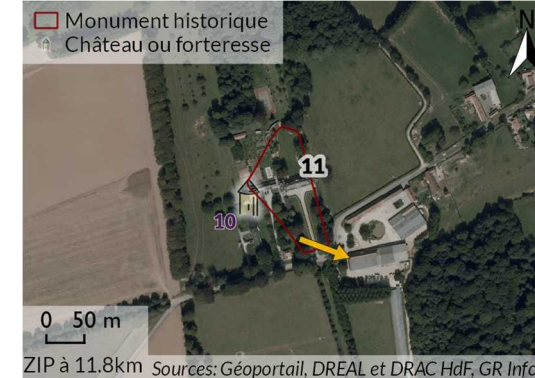 Monument historique
Château ou forteresse
N
11
10
0 50 m
ZIP à 11.8km Sources: Géoportail, DREAL et DRAC HdF, GR Info